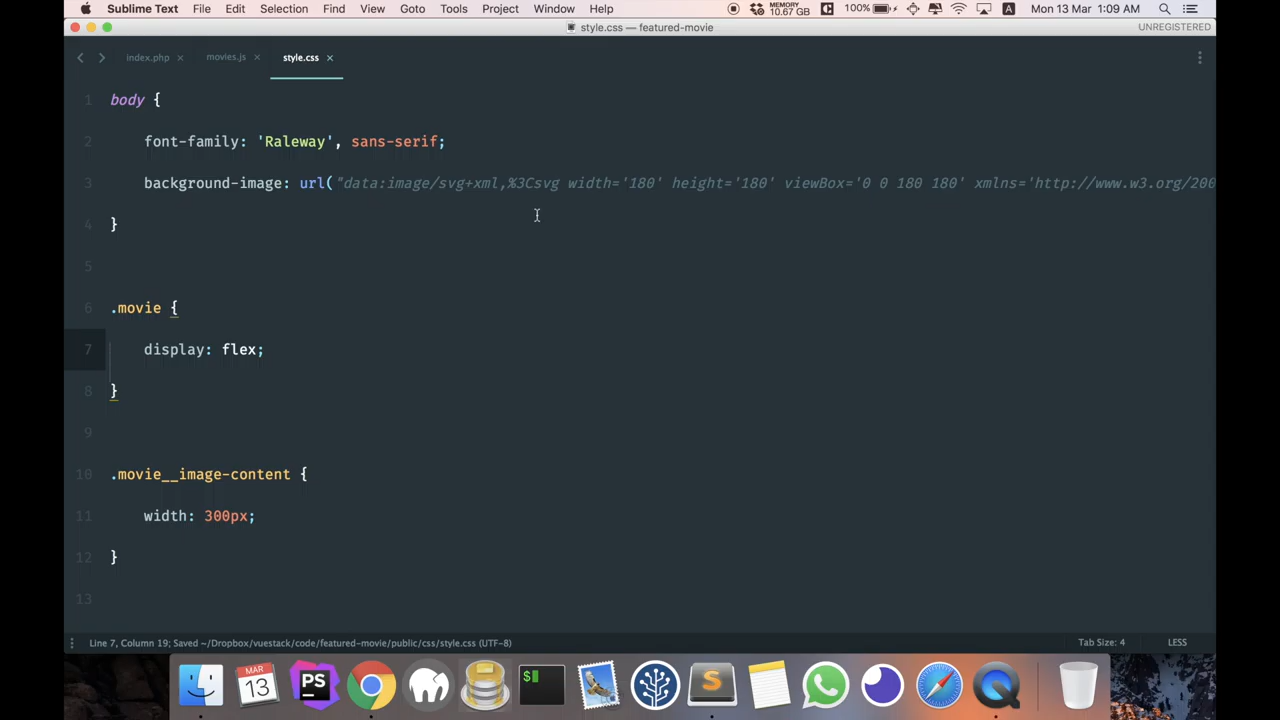 Sublime Text File Edit Selection Find View Goto Tools Project Window Help MEMORY 10.67 GB 100% A Mon 13 Mar 1:09 AM
style.css — featured-movie UNREGISTERED
index.php × movies.js × style.css ×
1 body {
2 font-family: 'Raleway', sans-serif;
3 background-image: url("data:image/svg+xml,%3Csvg width='180' height='180' viewBox='0 0 180 180' xmlns='http://www.w3.org/200
4 }
5
6 .movie {
7 display: flex;
8 }
9
10 .movie__image-content {
11 width: 300px;
12 }
13
Line 7, Column 19; Saved ~/Dropbox/vuestack/code/featured-movie/public/css/style.css (UTF-8) Tab Size: 4 LESS
MAR
13
PS
$
S